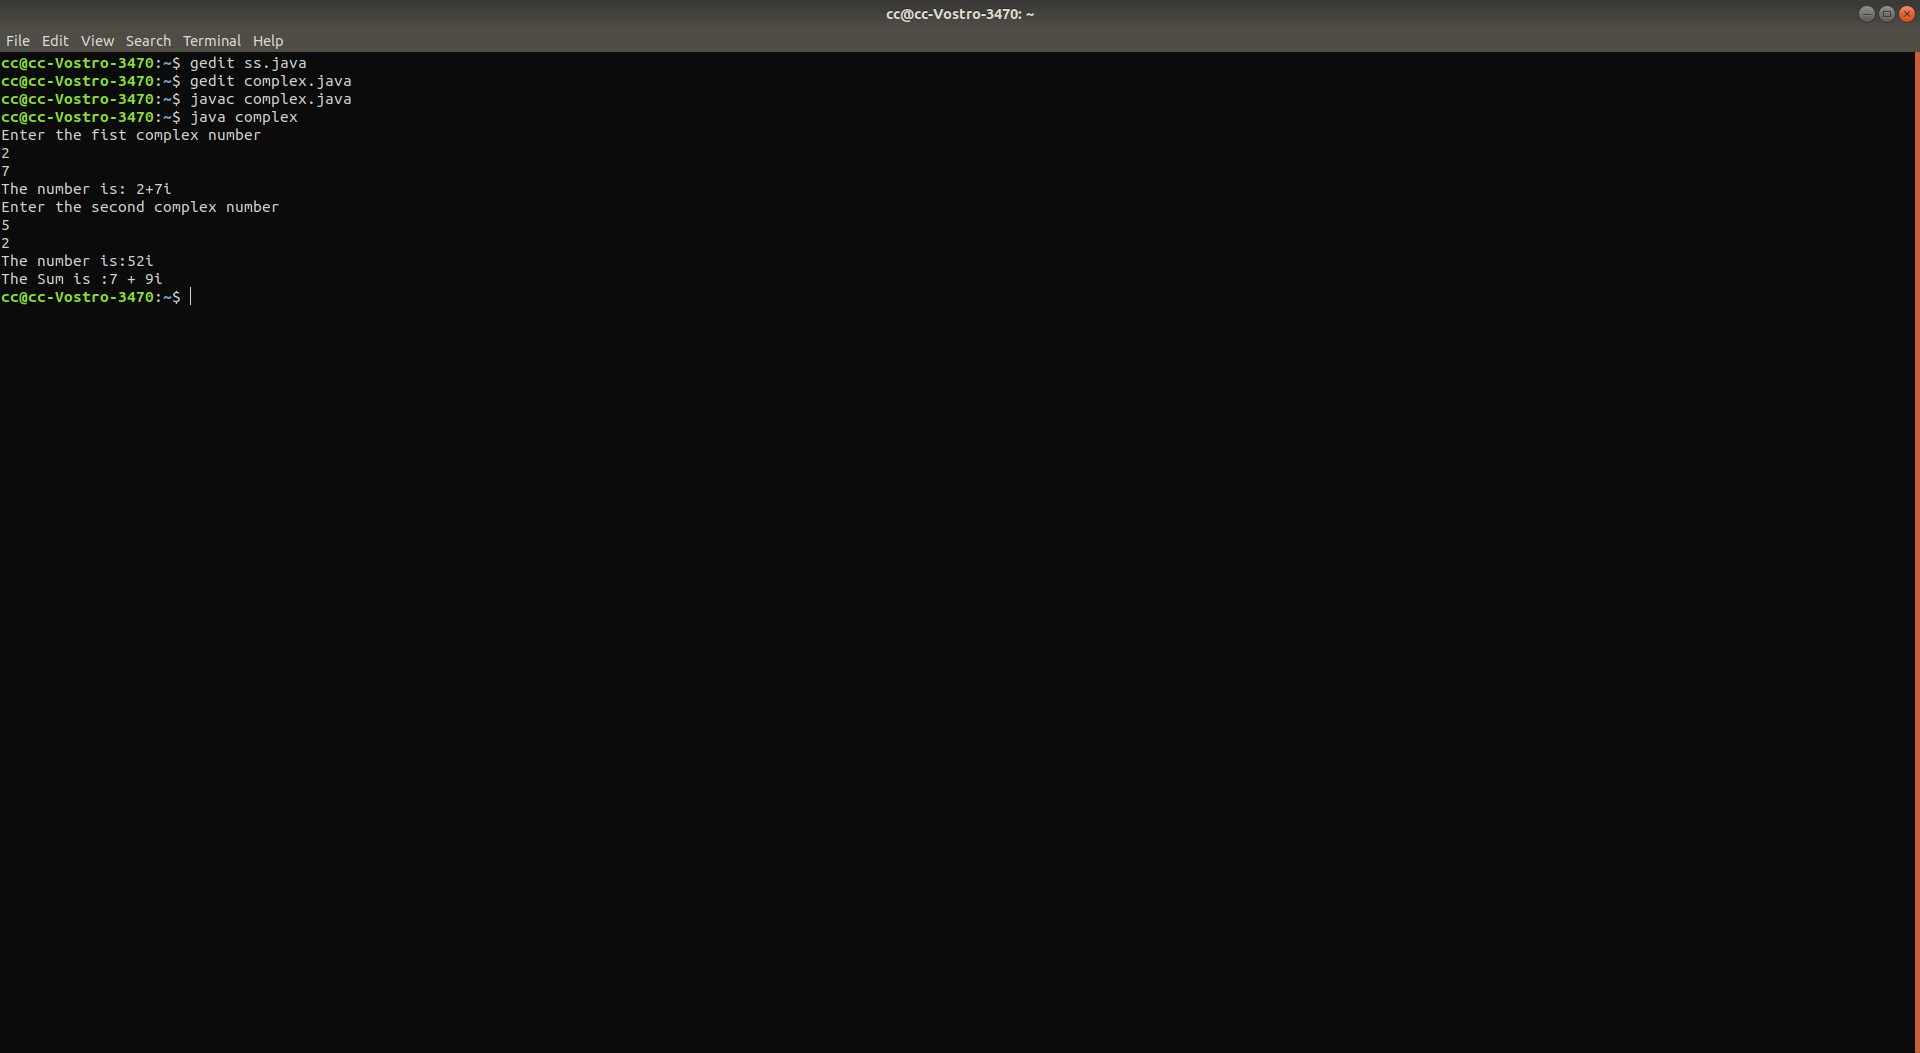 cc@cc-Vostro-3470: ~
File Edit View Search Terminal Help
cc@cc-Vostro-3470:~$ gedit ss.java
cc@cc-Vostro-3470:~$ gedit complex.java
cc@cc-Vostro-3470:~$ javac complex.java
cc@cc-Vostro-3470:~$ java complex
Enter the fist complex number
2
7
The number is: 2+7i
Enter the second complex number
5
2
The number is:52i
The Sum is :7 + 9i
cc@cc-Vostro-3470:~$